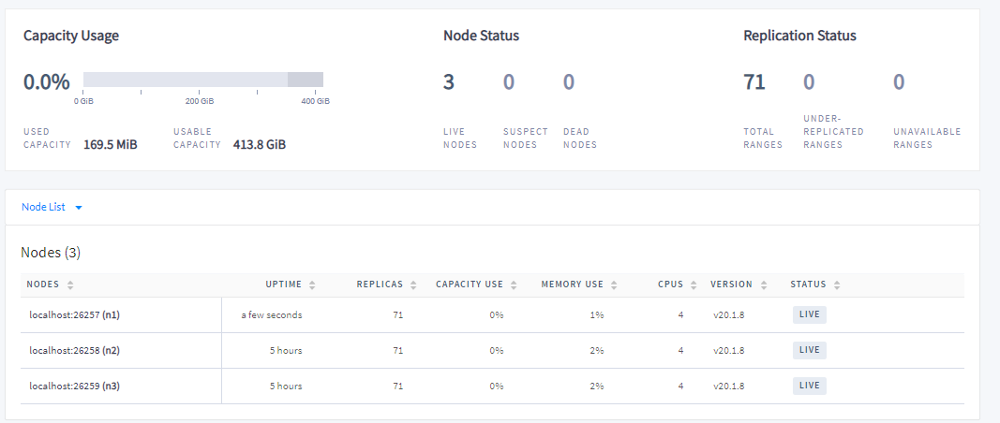 Capacity Usage
0.0%
0 GiB 200 GiB 400 GiB
USED CAPACITY 169.5 MiB
USABLE CAPACITY 413.8 GiB
Node Status
3 0 0
LIVE NODES
SUSPECT NODES
DEAD NODES
Replication Status
71 0 0
TOTAL RANGES
UNDER-REPLICATED RANGES
UNAVAILABLE RANGES
Node List
Nodes (3)
NODES UPTIME REPLICAS CAPACITY USE MEMORY USE CPUS VERSION STATUS
localhost:26257 (n1) a few seconds 71 0% 1% 4 v20.1.8 LIVE
localhost:26258 (n2) 5 hours 71 0% 2% 4 v20.1.8 LIVE
localhost:26259 (n3) 5 hours 71 0% 2% 4 v20.1.8 LIVE